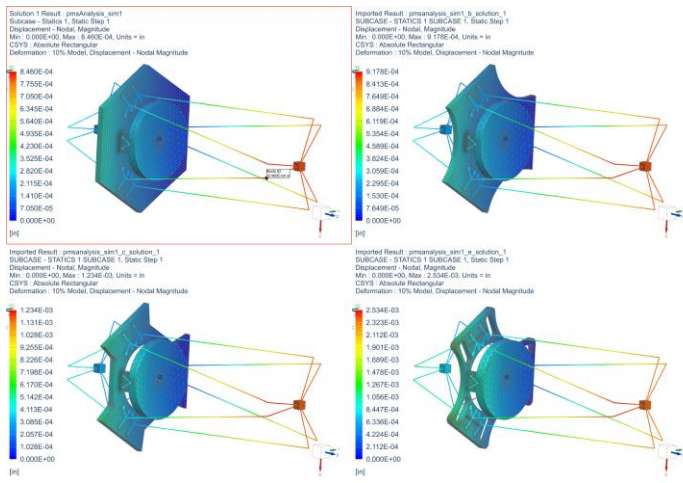 Solution 1 Result : pmsAnalysis_sim1
Subcase - Statics 1, Static Step 1
Displacement - Nodal, Magnitude
Min : 0.000E+00, Max : 8.460E-04, Units = in
CSYS : Absolute Rectangular
Deformation : 10% Model, Displacement - Nodal Magnitude
8.460E-04
7.755E-04
7.050E-05
6.345E-04
5.640E-04
4.935E-04
4.230E-04
3.525E-04
2.820E-04
2.115E-04
1.410E-04
7.050E-05
0.000E+00
[in]
Imported Result : pmsanalysis_sim1_b_solution_1
SUBCASE - STATICS 1 SUBCASE 1, Static Step 1
Displacement - Nodal, Magnitude
Min : 0.000E+00, Max : 9.178E-04, Units = in
CSYS : Absolute Rectangular
Deformation : 10% Model, Displacement - Nodal Magnitude
9.178E-04
8.413E-04
7.649E-04
6.884E-04
6.119E-04
5.354E-04
4.589E-04
3.824E-04
3.059E-04
2.295E-04
1.530E-04
7.649E-05
0.000E+00
[in]
Imported Result : pmsanalysis_sim1_c_solution_1
SUBCASE - STATICS 1 SUBCASE 1, Static Step 1
Displacement - Nodal, Magnitude
Min : 0.000E+00, Max : 1.234E-03, Units = in
CSYS : Absolute Rectangular
Deformation : 10% Model, Displacement - Nodal Magnitude
1.234E-03
1.131E-03
1.028E-03
9.255E-04
8.226E-04
7.198E-04
6.170E-04
5.142E-04
4.113E-04
3.085E-04
2.057E-04
1.028E-04
0.000E+00
[in]
Imported Result : pmsanalysis_sim1_e_solution_1
SUBCASE - STATICS 1 SUBCASE 1, Static Step 1
Displacement - Nodal, Magnitude
Min : 0.000E+00, Max : 2.534E-03, Units = in
CSYS : Absolute Rectangular
Deformation : 10% Model, Displacement - Nodal Magnitude
2.534E-03
2.323E-03
2.112E-03
1.901E-03
1.689E-03
1.478E-03
1.267E-03
1.056E-03
8.447E-04
6.336E-04
4.224E-04
2.112E-04
0.000E+00
[in]